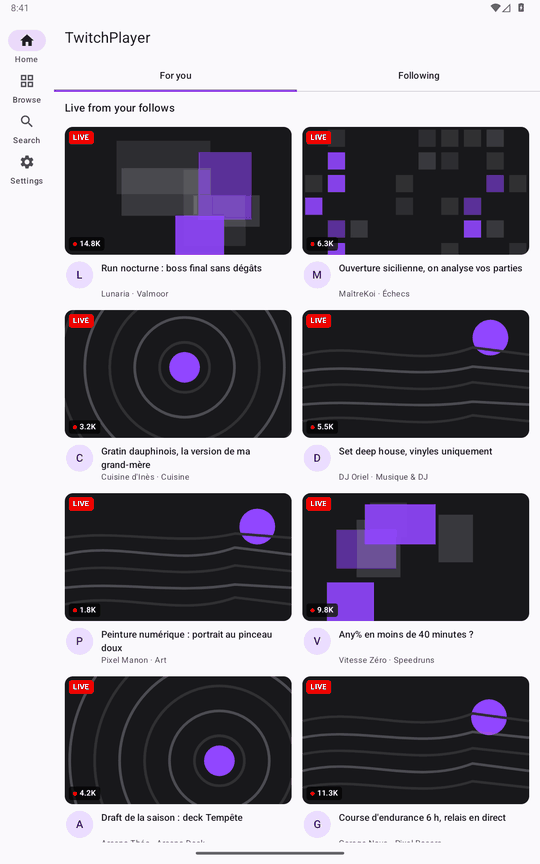 8:41
TwitchPlayer
Home
Browse
Search
Settings
For you
Following
Live from your follows
LIVE
14.8K
L
Run nocturne : boss final sans dégâts
Lunaria · Valmoor
LIVE
6.3K
M
Ouverture sicilienne, on analyse vos parties
MaîtreKoi · Échecs
LIVE
3.2K
C
Gratin dauphinois, la version de ma
grand-mère
Cuisine d'Inès · Cuisine
LIVE
5.5K
D
Set deep house, vinyles uniquement
DJ Oriel · Musique & DJ
LIVE
1.8K
P
Peinture numérique : portrait au pinceau
doux
Pixel Manon · Art
LIVE
9.8K
V
Any% en moins de 40 minutes ?
Vitesse Zéro · Speedruns
LIVE
4.2K
A
Draft de la saison : deck Tempête
LIVE
11.3K
G
Course d'endurance 6 h, relais en direct